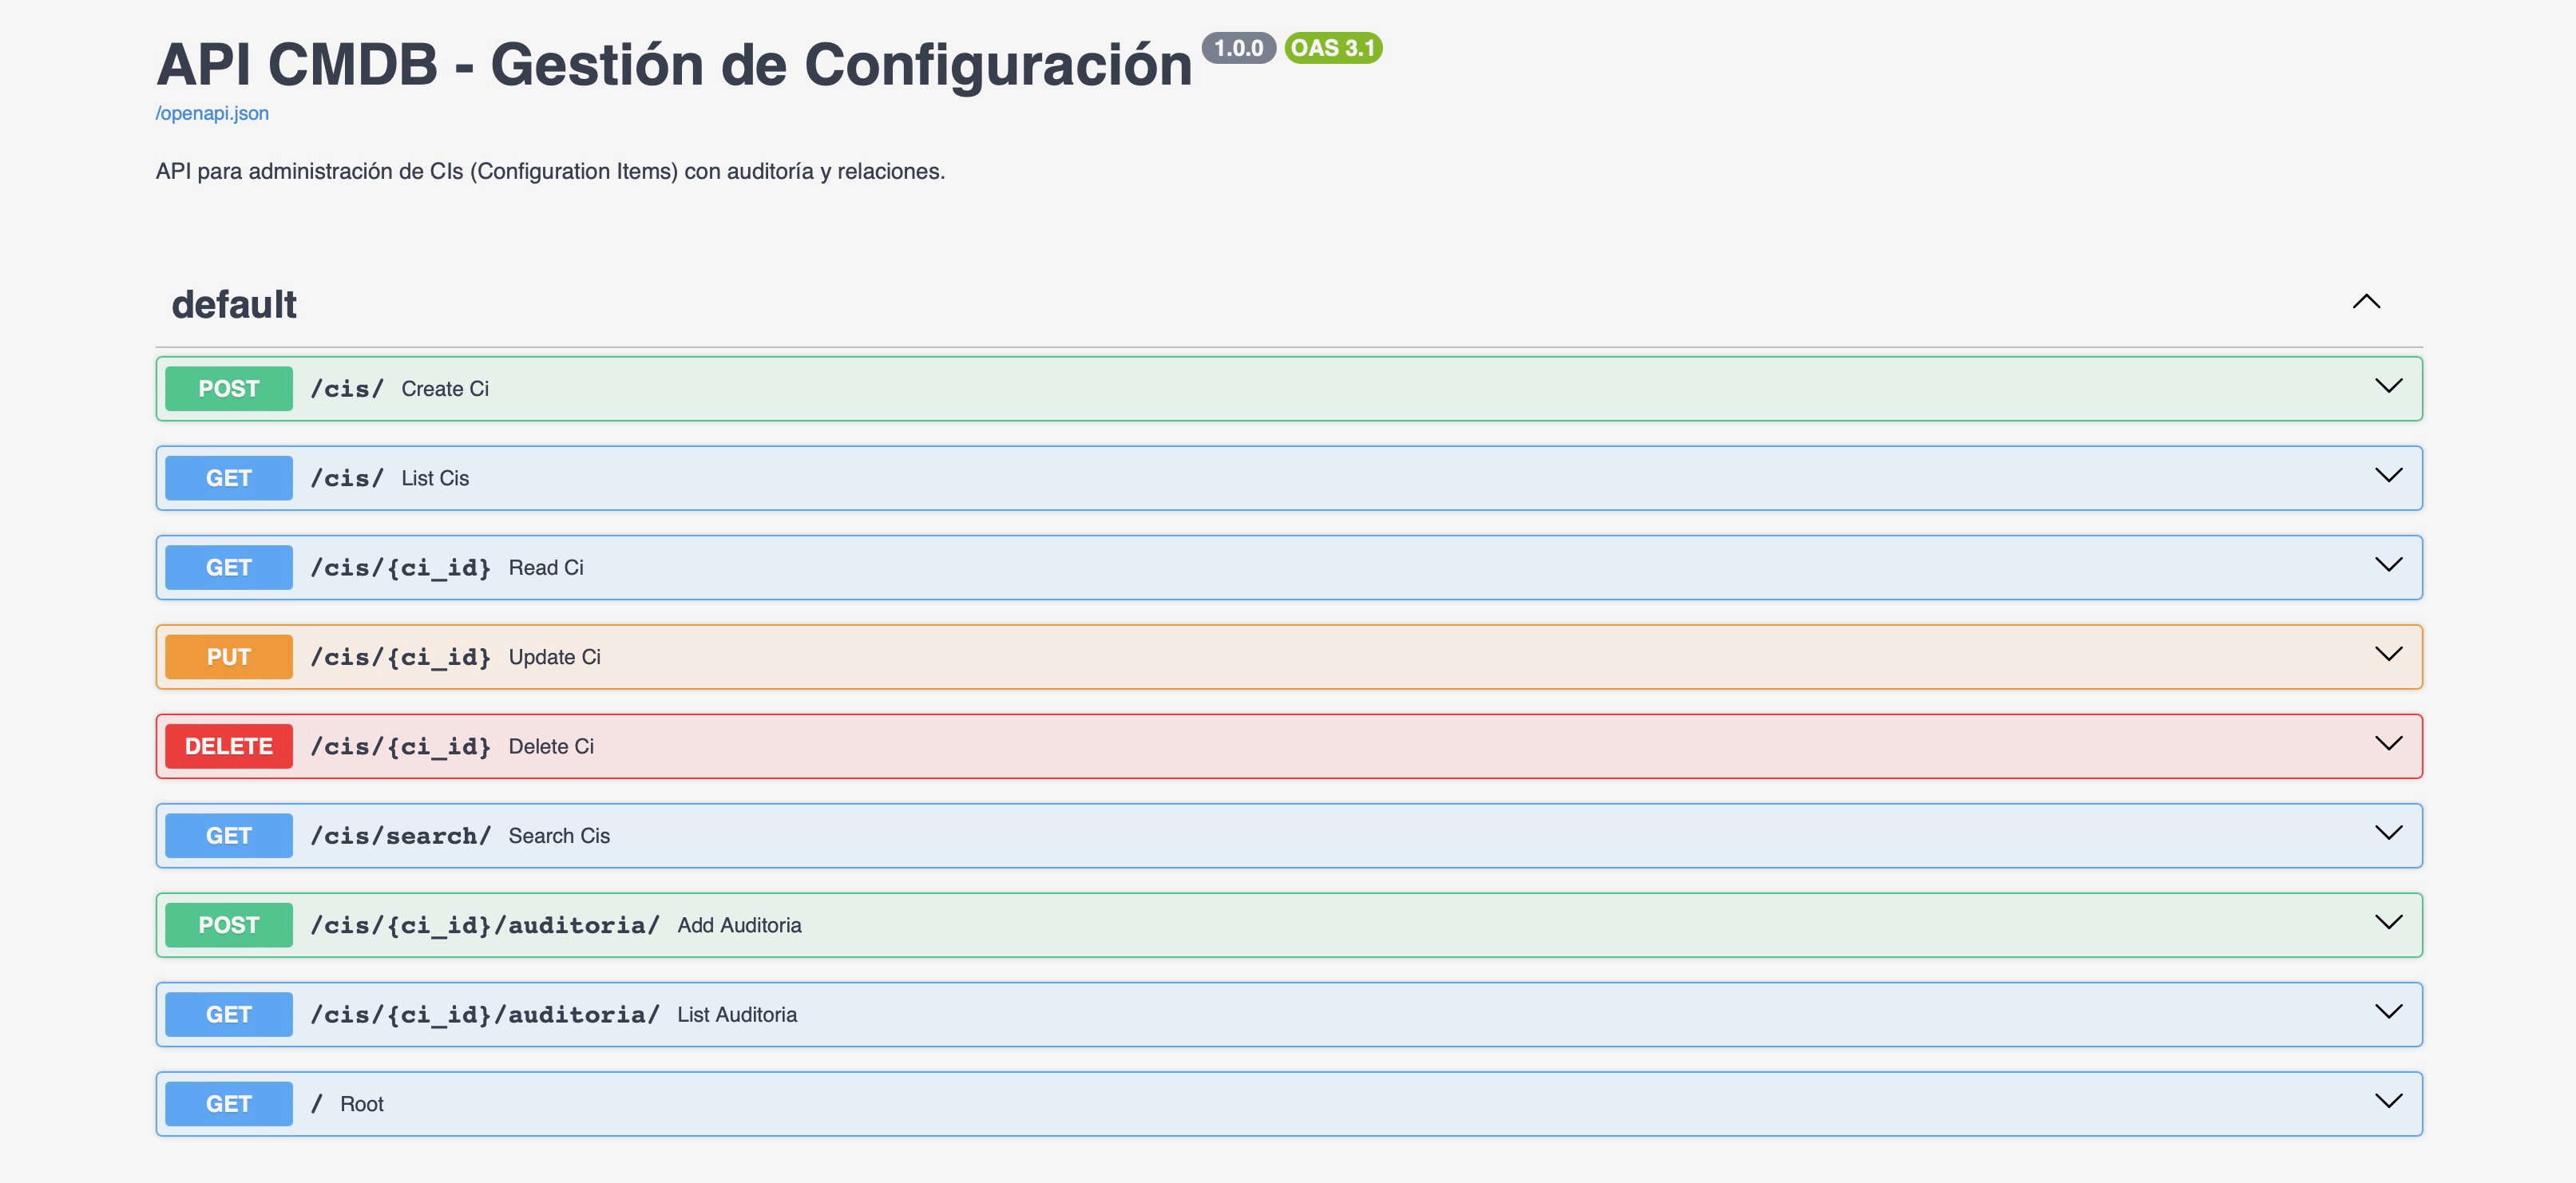 API CMDB - Gestión de Configuración 1.0.0 OAS 3.1
/openapi.json
API para administración de CIs (Configuration Items) con auditoría y relaciones.
default
POST /cis/ Create Ci
GET /cis/ List Cis
GET /cis/{ci_id} Read Ci
PUT /cis/{ci_id} Update Ci
DELETE /cis/{ci_id} Delete Ci
GET /cis/search/ Search Cis
POST /cis/{ci_id}/auditoria/ Add Auditoria
GET /cis/{ci_id}/auditoria/ List Auditoria
GET / Root